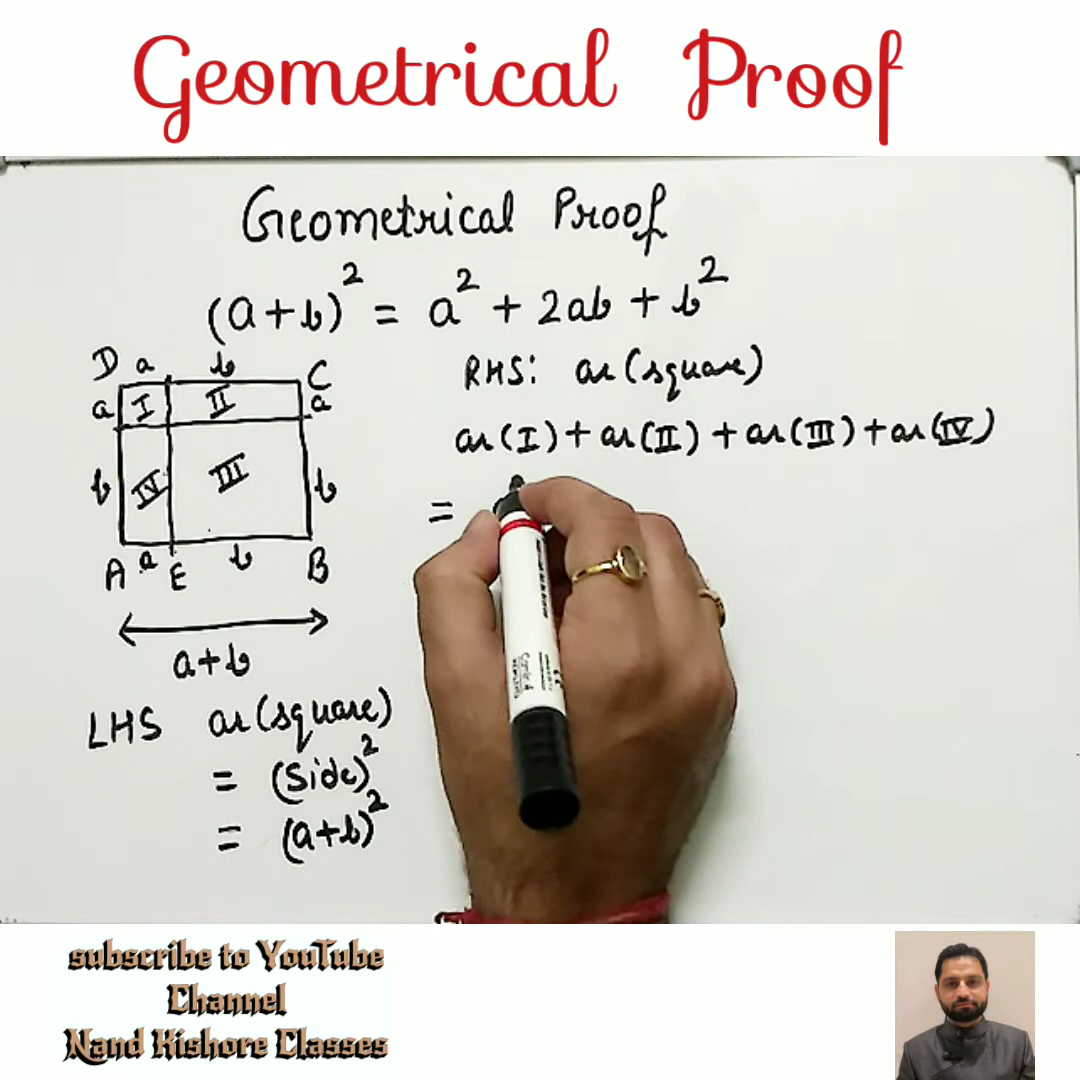 Geometrical Proof
Geometrical Proof
(a+b)² = a² + 2ab + b²
D a b C
a I II a
b IV III b
A a E b B
a+b
RHS: ar(square)
ar(I) + ar(II) + ar(III) + ar(IV)
=
LHS ar(square)
= (Side)²
= (a+b)²
subscribe to YouTube
Channel
Nand Kishore Classes